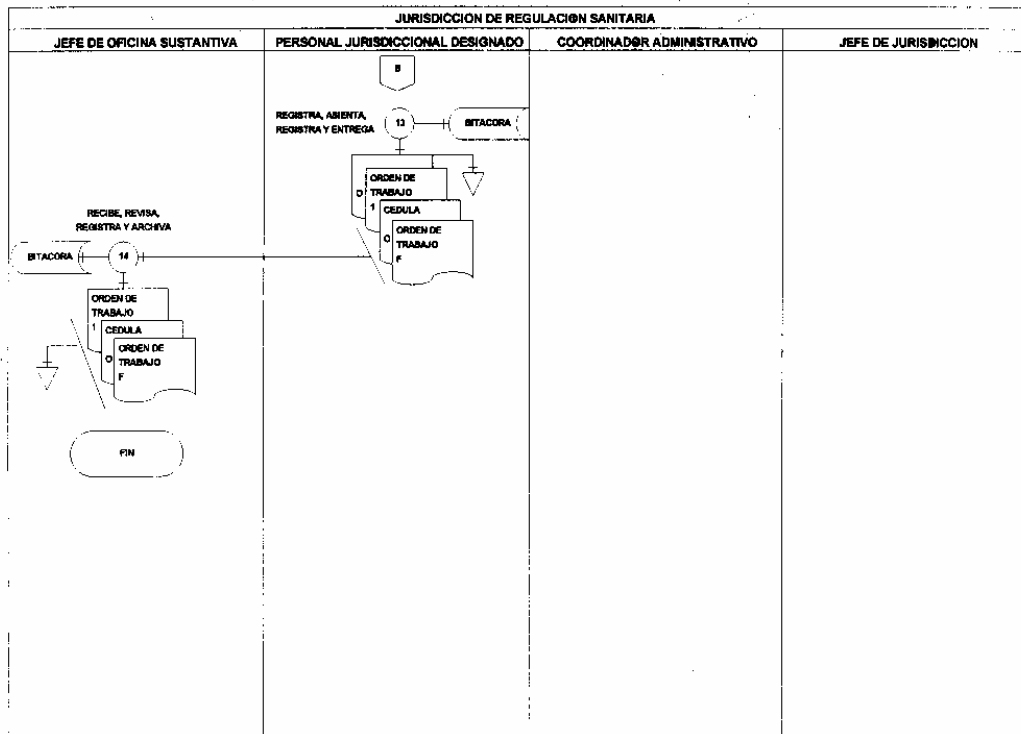 JURISDICCION DE REGULACION SANITARIA
JEFE DE OFICINA SUSTANTIVA
PERSONAL JURISDICCIONAL DESIGNADO
COORDINADOR ADMINISTRATIVO
JEFE DE JURISDICCION
B
REGISTRA, ASIENTA,
REGISTRA Y ENTREGA
13
BITACORA
ORDEN DE
O TRABAJO
1
CEDULA
O
ORDEN DE
TRABAJO
F
RECIBE, REVISA,
REGISTRA Y ARCHIVA
BITACORA
14
ORDEN DE
TRABAJO
1
CEDULA
O
ORDEN DE
TRABAJO
F
FIN